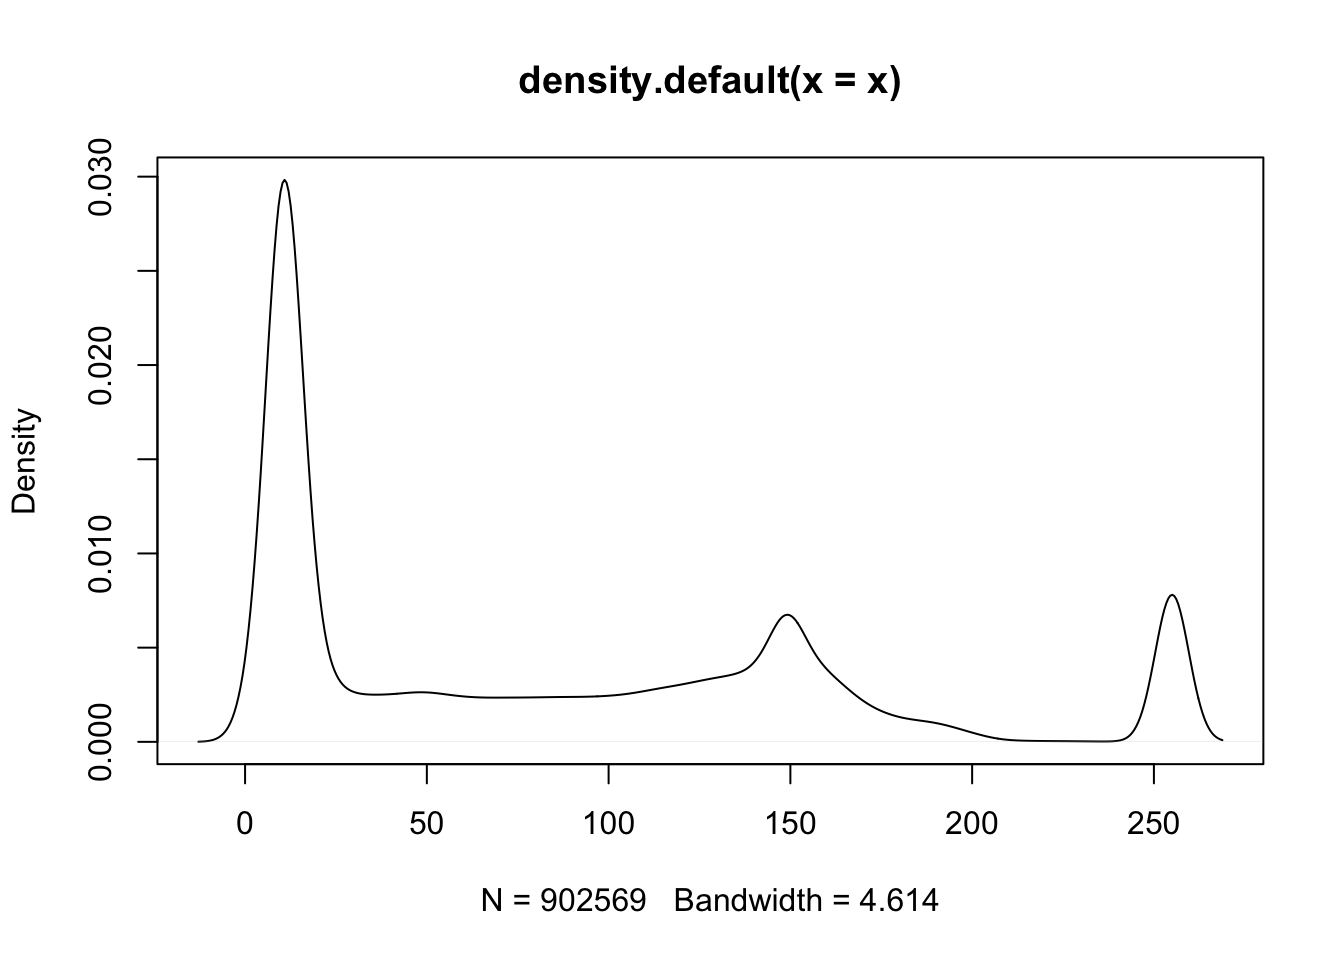 density.default(x = x)
Density
0.030
0.020
0.010
0.000
0 50 100 150 200 250
N = 902569 Bandwidth = 4.614